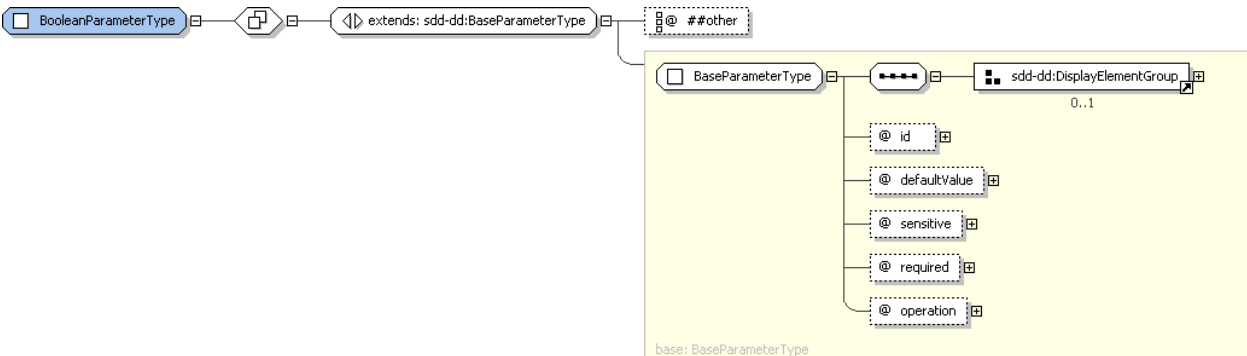 BooleanParameterType
extends: sdd-dd:BaseParameterType
@ ##other
BaseParameterType
sdd-dd:DisplayElementGroup
0..1
@ id
@ defaultValue
@ sensitive
@ required
@ operation
base: BaseParameterType